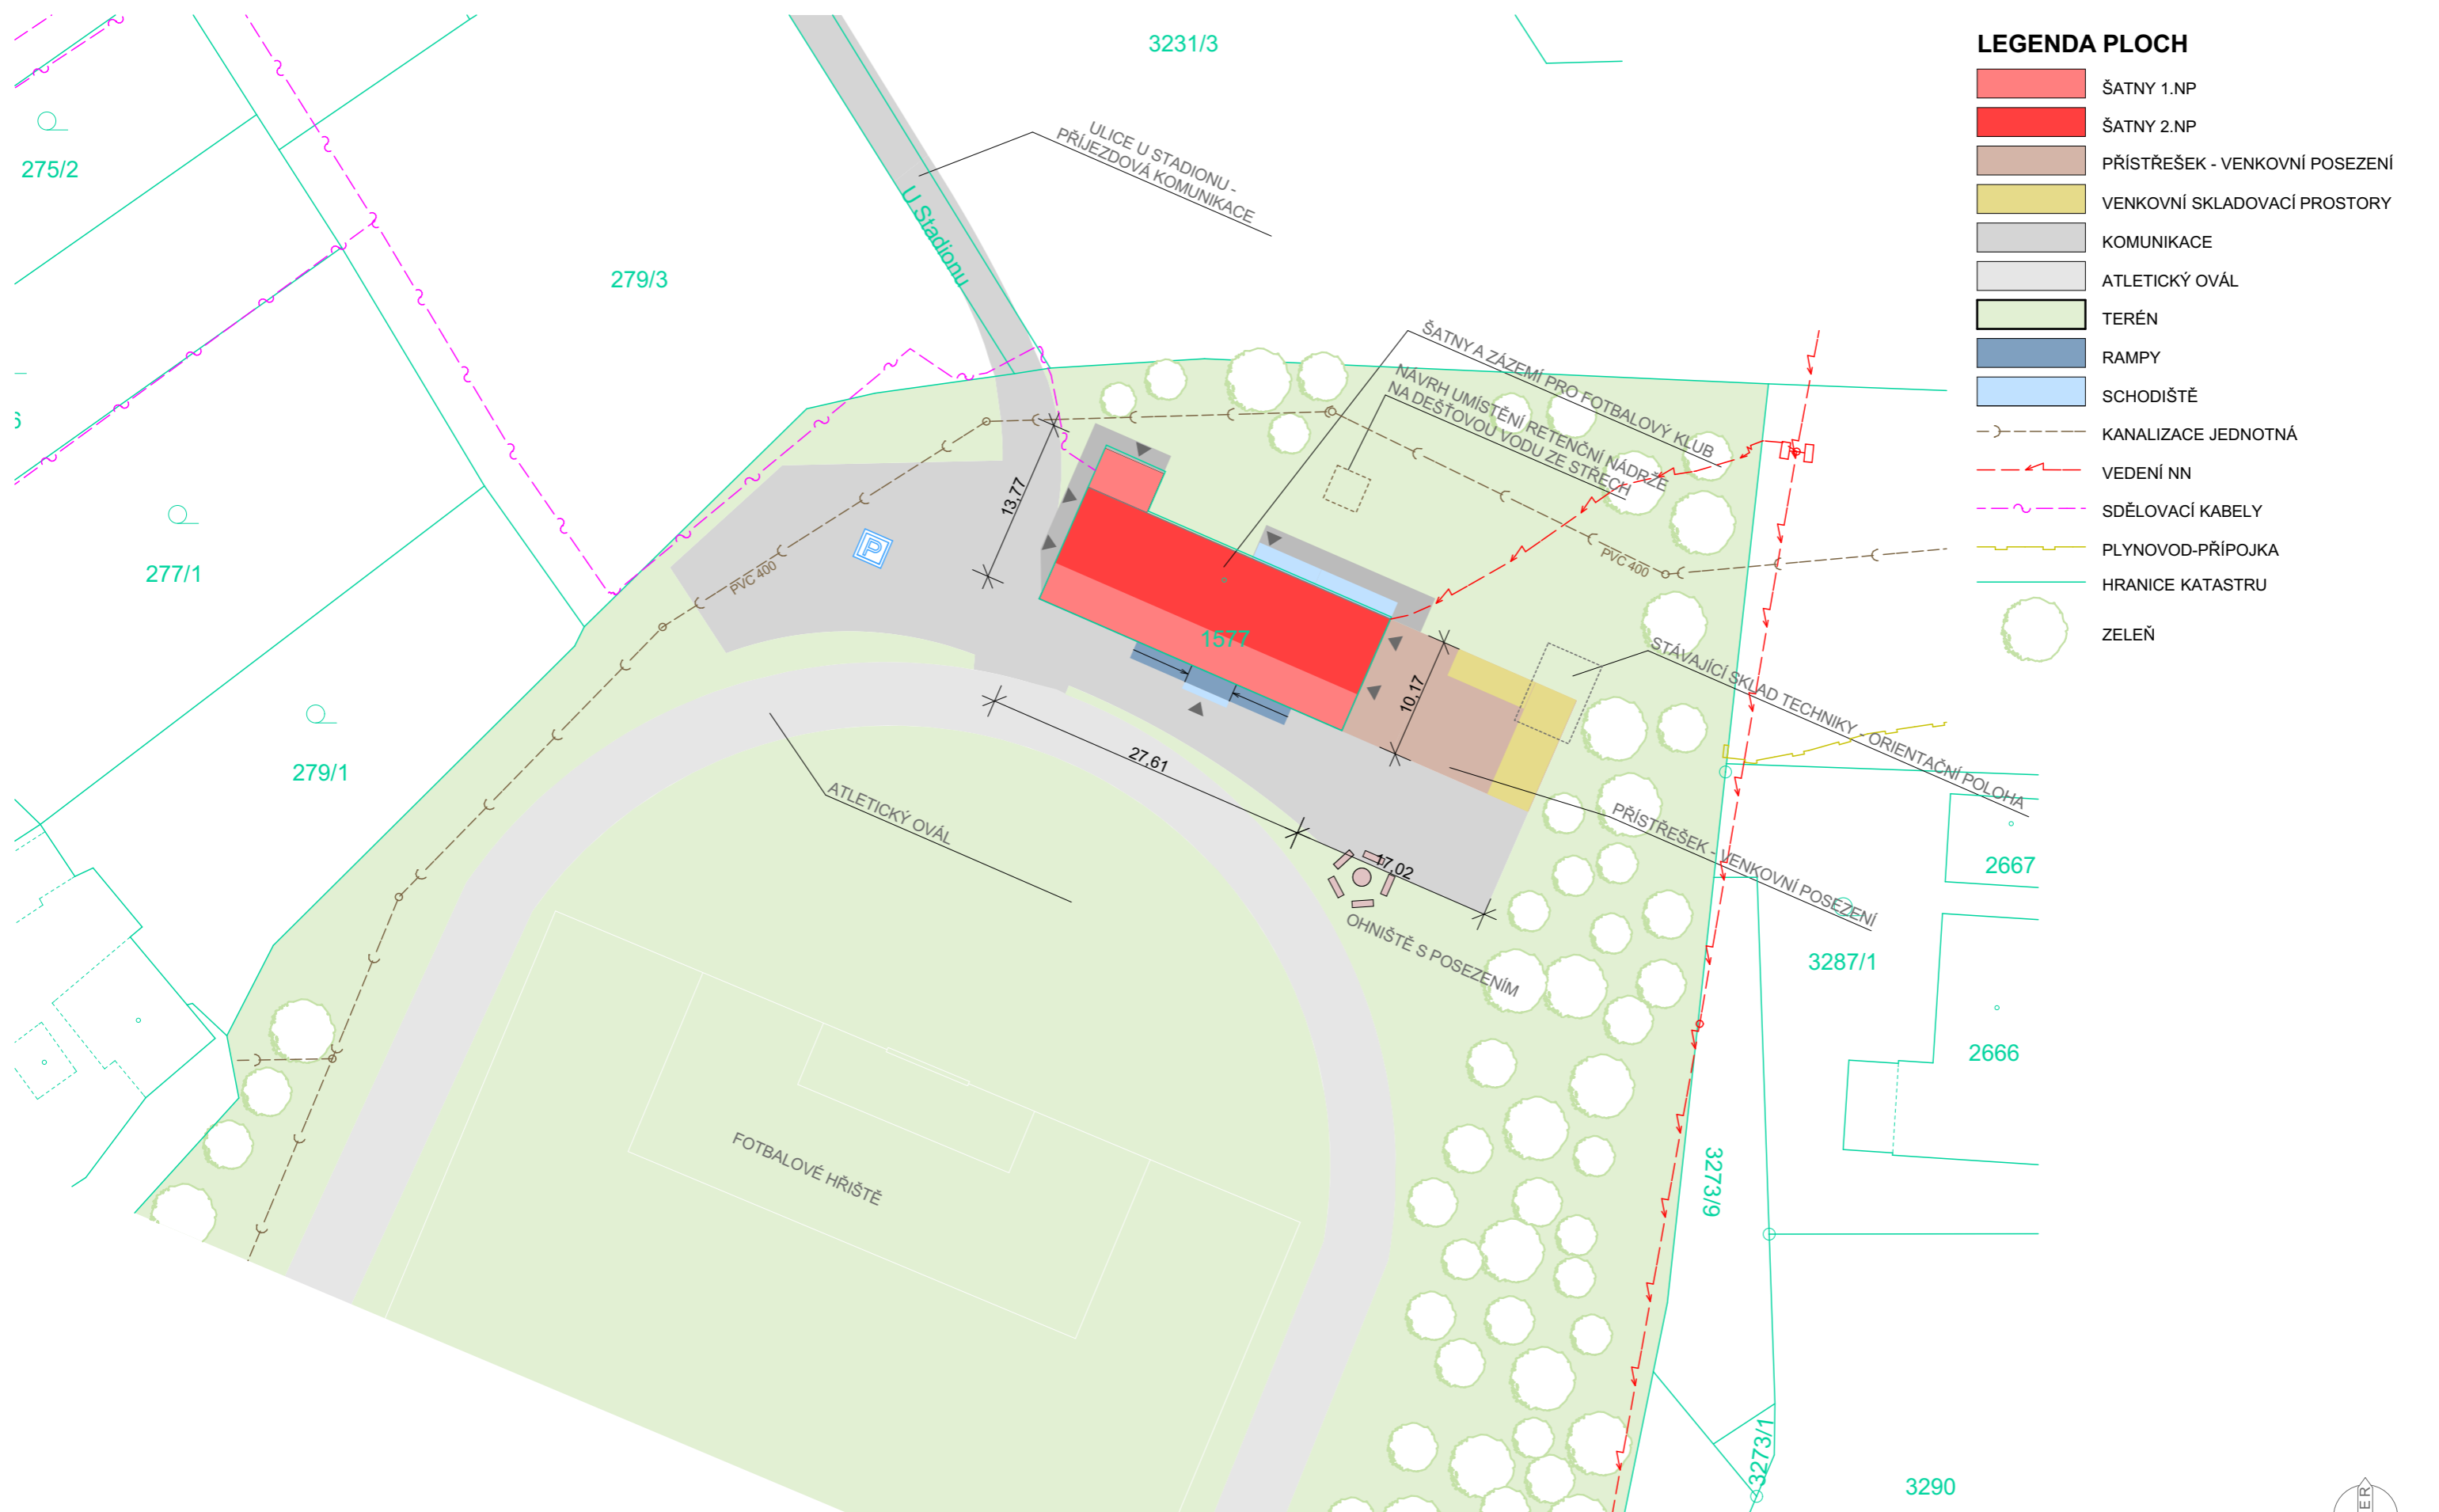 3231/3
LEGENDA PLOCH
ŠATNY 1.NP
ŠATNY 2.NP
PŘÍSTŘEŠEK - VENKOVNÍ POSEZENÍ
VENKOVNÍ SKLADOVACÍ PROSTORY
KOMUNIKACE
ATLETICKÝ OVÁL
TERÉN
RAMPY
SCHODIŠTĚ
KANALIZACE JEDNOTNÁ
VEDENÍ NN
SDĚLOVACÍ KABELY
PLYNOVOD-PŘÍPOJKA
HRANICE KATASTRU
ZELEŇ
275/2
ULICE U STADIONU -
PŘÍJEZDOVÁ KOMUNIKACE
U Stadionu
279/3
ŠATNY A ZÁZEMÍ PRO FOTBALOVÝ KLUB
NÁVRH UMÍSTĚNÍ RETENČNÍ NÁDRŽE
NA DEŠŤOVOU VODU ZE STŘECH
13,77
P
PVC 400
PVC 400
277/1
1577
10,17
STÁVAJÍCÍ SKLAD TECHNIKY - ORIENTAČNÍ POLOHA
27,61
279/1
ATLETICKÝ OVÁL
PŘÍSTŘEŠEK - VENKOVNÍ POSEZENÍ
17,02
OHNIŠTĚ S POSEZENÍM
2667
3287/1
2666
FOTBALOVÉ HŘIŠTĚ
3273/9
3273/1
3290